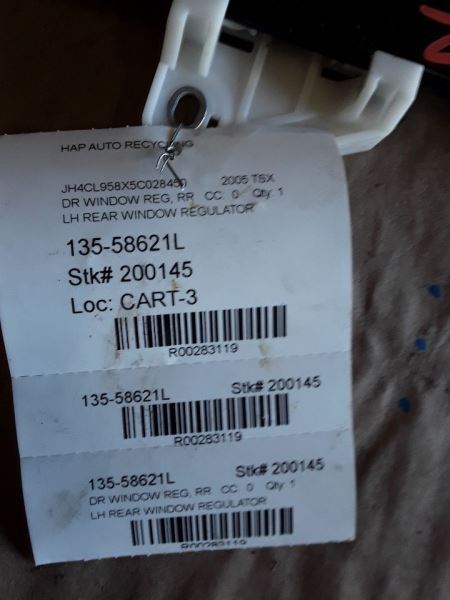 HAP AUTO RECYCLING
JH4CL958X5C028450 2005 TSX
DR WINDOW REG, RR CC 0 Qty 1
LH REAR WINDOW REGULATOR
135-58621L
Stk# 200145
Loc: CART-3
R00283119
135-58621L Stk# 200145
R00283119
135-58621L Stk# 200145
DR WINDOW REG, RR CC 0 Qty 1
LH REAR WINDOW REGULATOR
R00283119